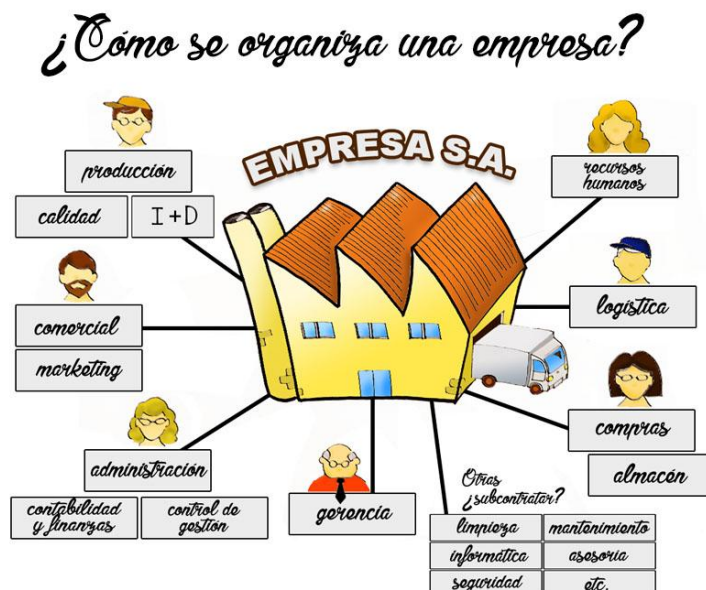 ¿Cómo se organiza una empresa?
EMPRESA S.A.
producción
calidad
I+D
comercial
marketing
administración
contabilidad
y finanzas
control de
gestión
gerencia
recursos
humanos
logística
compras
almacén
Otras
¿subcontratar?
limpieza
mantenimiento
informática
asesoría
seguridad
etc.